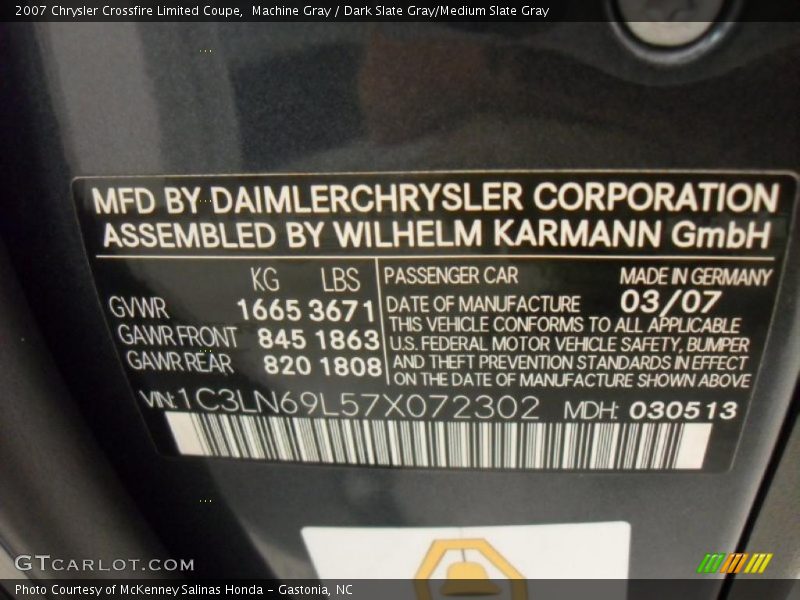 2007 Chrysler Crossfire Limited Coupe,  Machine Gray / Dark Slate Gray/Medium Slate Gray
MFD BY DAIMLERCHRYSLER CORPORATION
ASSEMBLED BY WILHELM KARMANN GmbH
KG LBS
GVWR 1665 3671
GAWR FRONT 845 1863
GAWR REAR 820 1808
PASSENGER CAR MADE IN GERMANY
DATE OF MANUFACTURE 03/07
THIS VEHICLE CONFORMS TO ALL APPLICABLE
U.S. FEDERAL MOTOR VEHICLE SAFETY, BUMPER
AND THEFT PREVENTION STANDARDS IN EFFECT
ON THE DATE OF MANUFACTURE SHOWN ABOVE
VIN: 1C3LN69L57X072302 MDH: 030513
GTCARLOT.COM
Photo Courtesy of McKenney Salinas Honda - Gastonia, NC